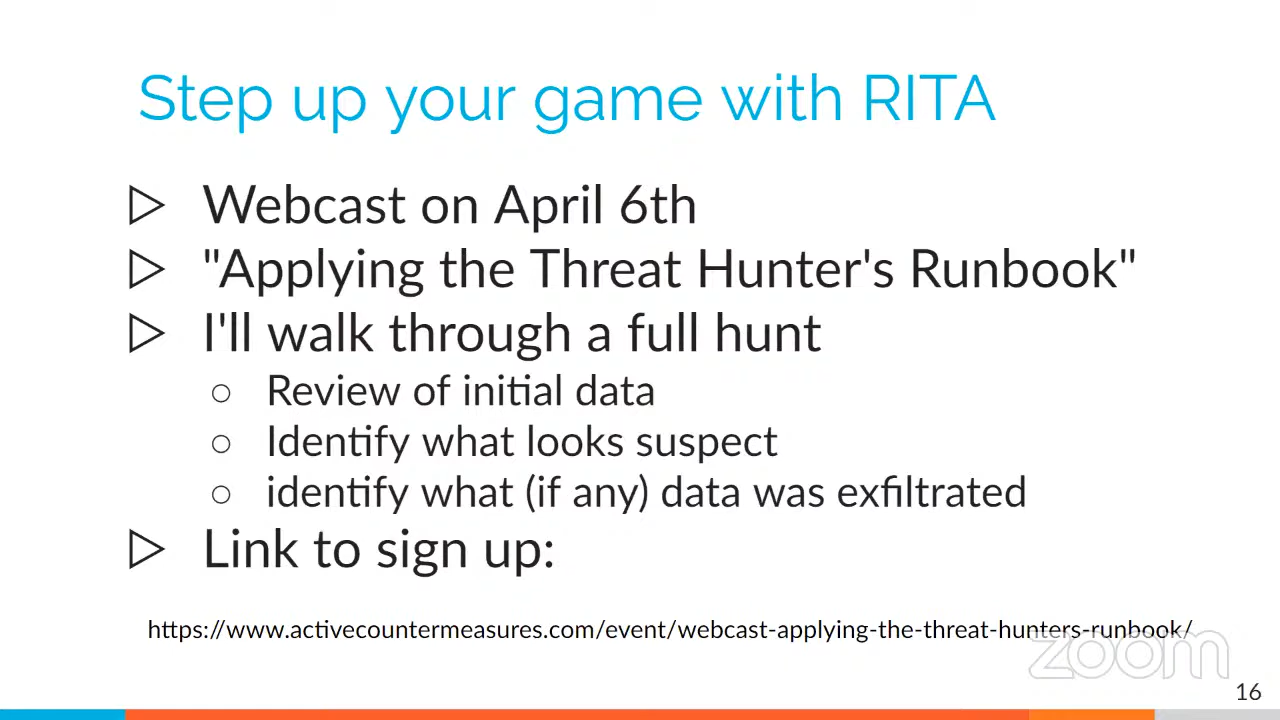 Step up your game with RITA
Webcast on April 6th
"Applying the Threat Hunter's Runbook"
I'll walk through a full hunt
Review of initial data
Identify what looks suspect
identify what (if any) data was exfiltrated
Link to sign up:
https://www.activecountermeasures.com/event/webcast-applying-the-threat-hunters-runbook/
zoom
16